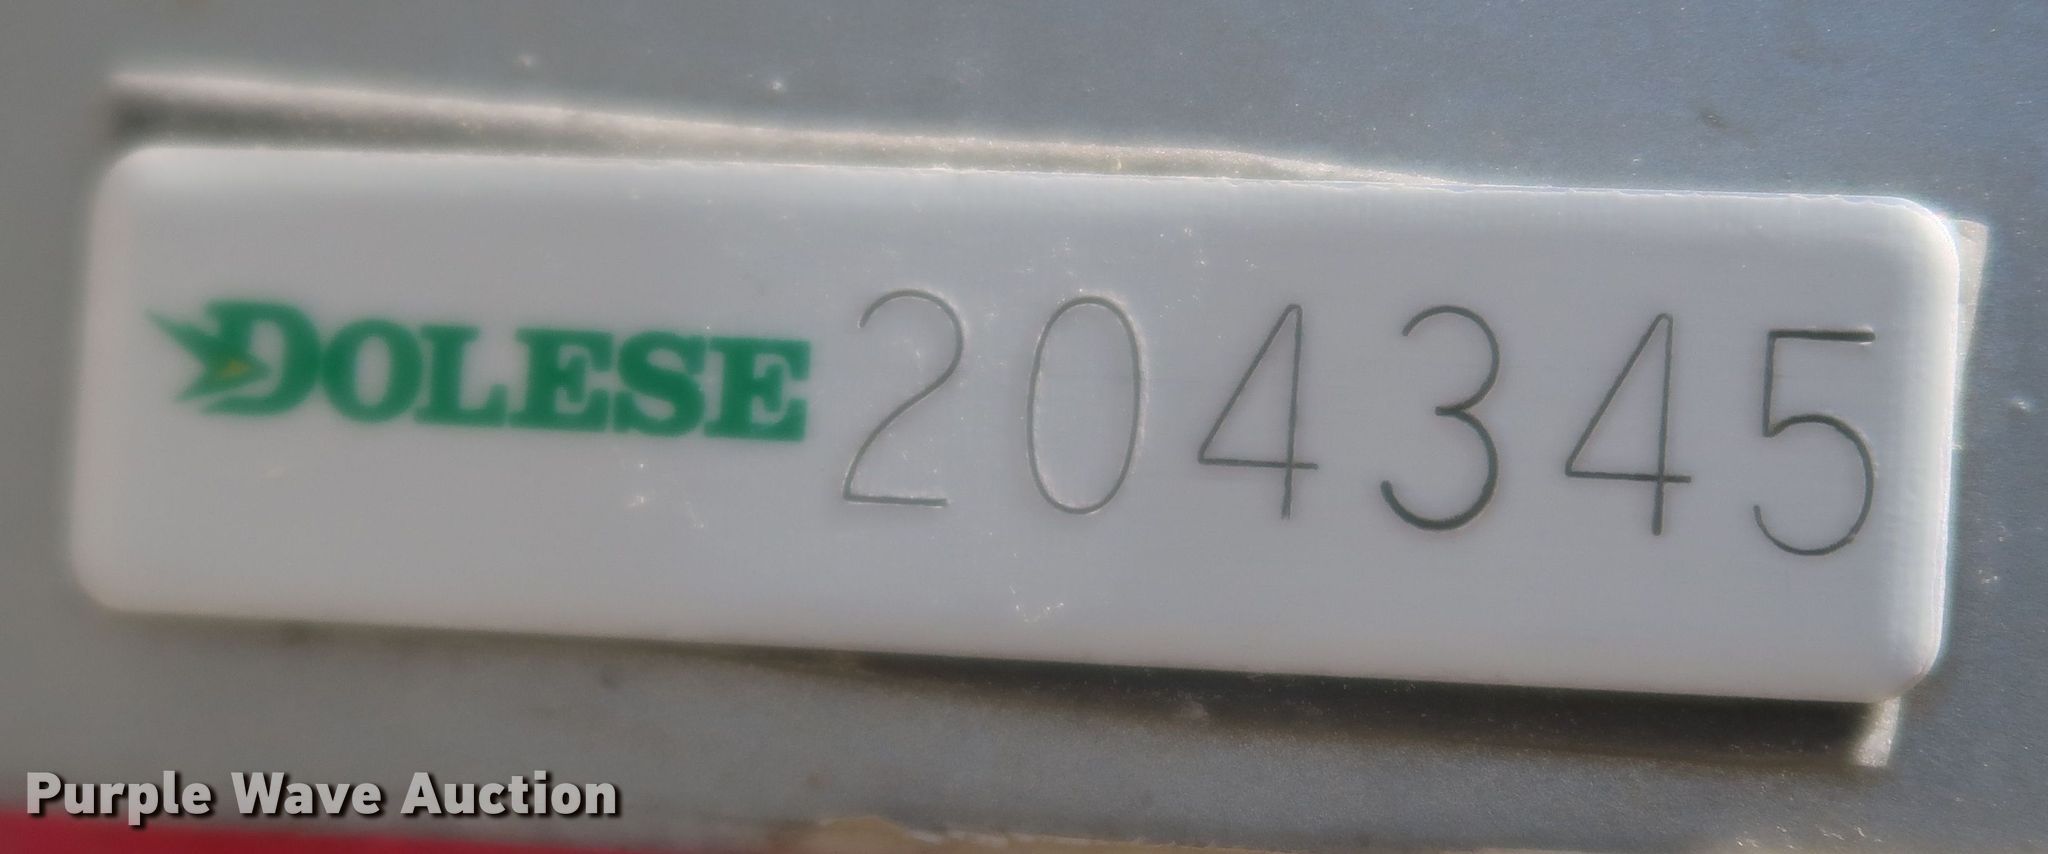 DOLESE 204345
Purple Wave Auction